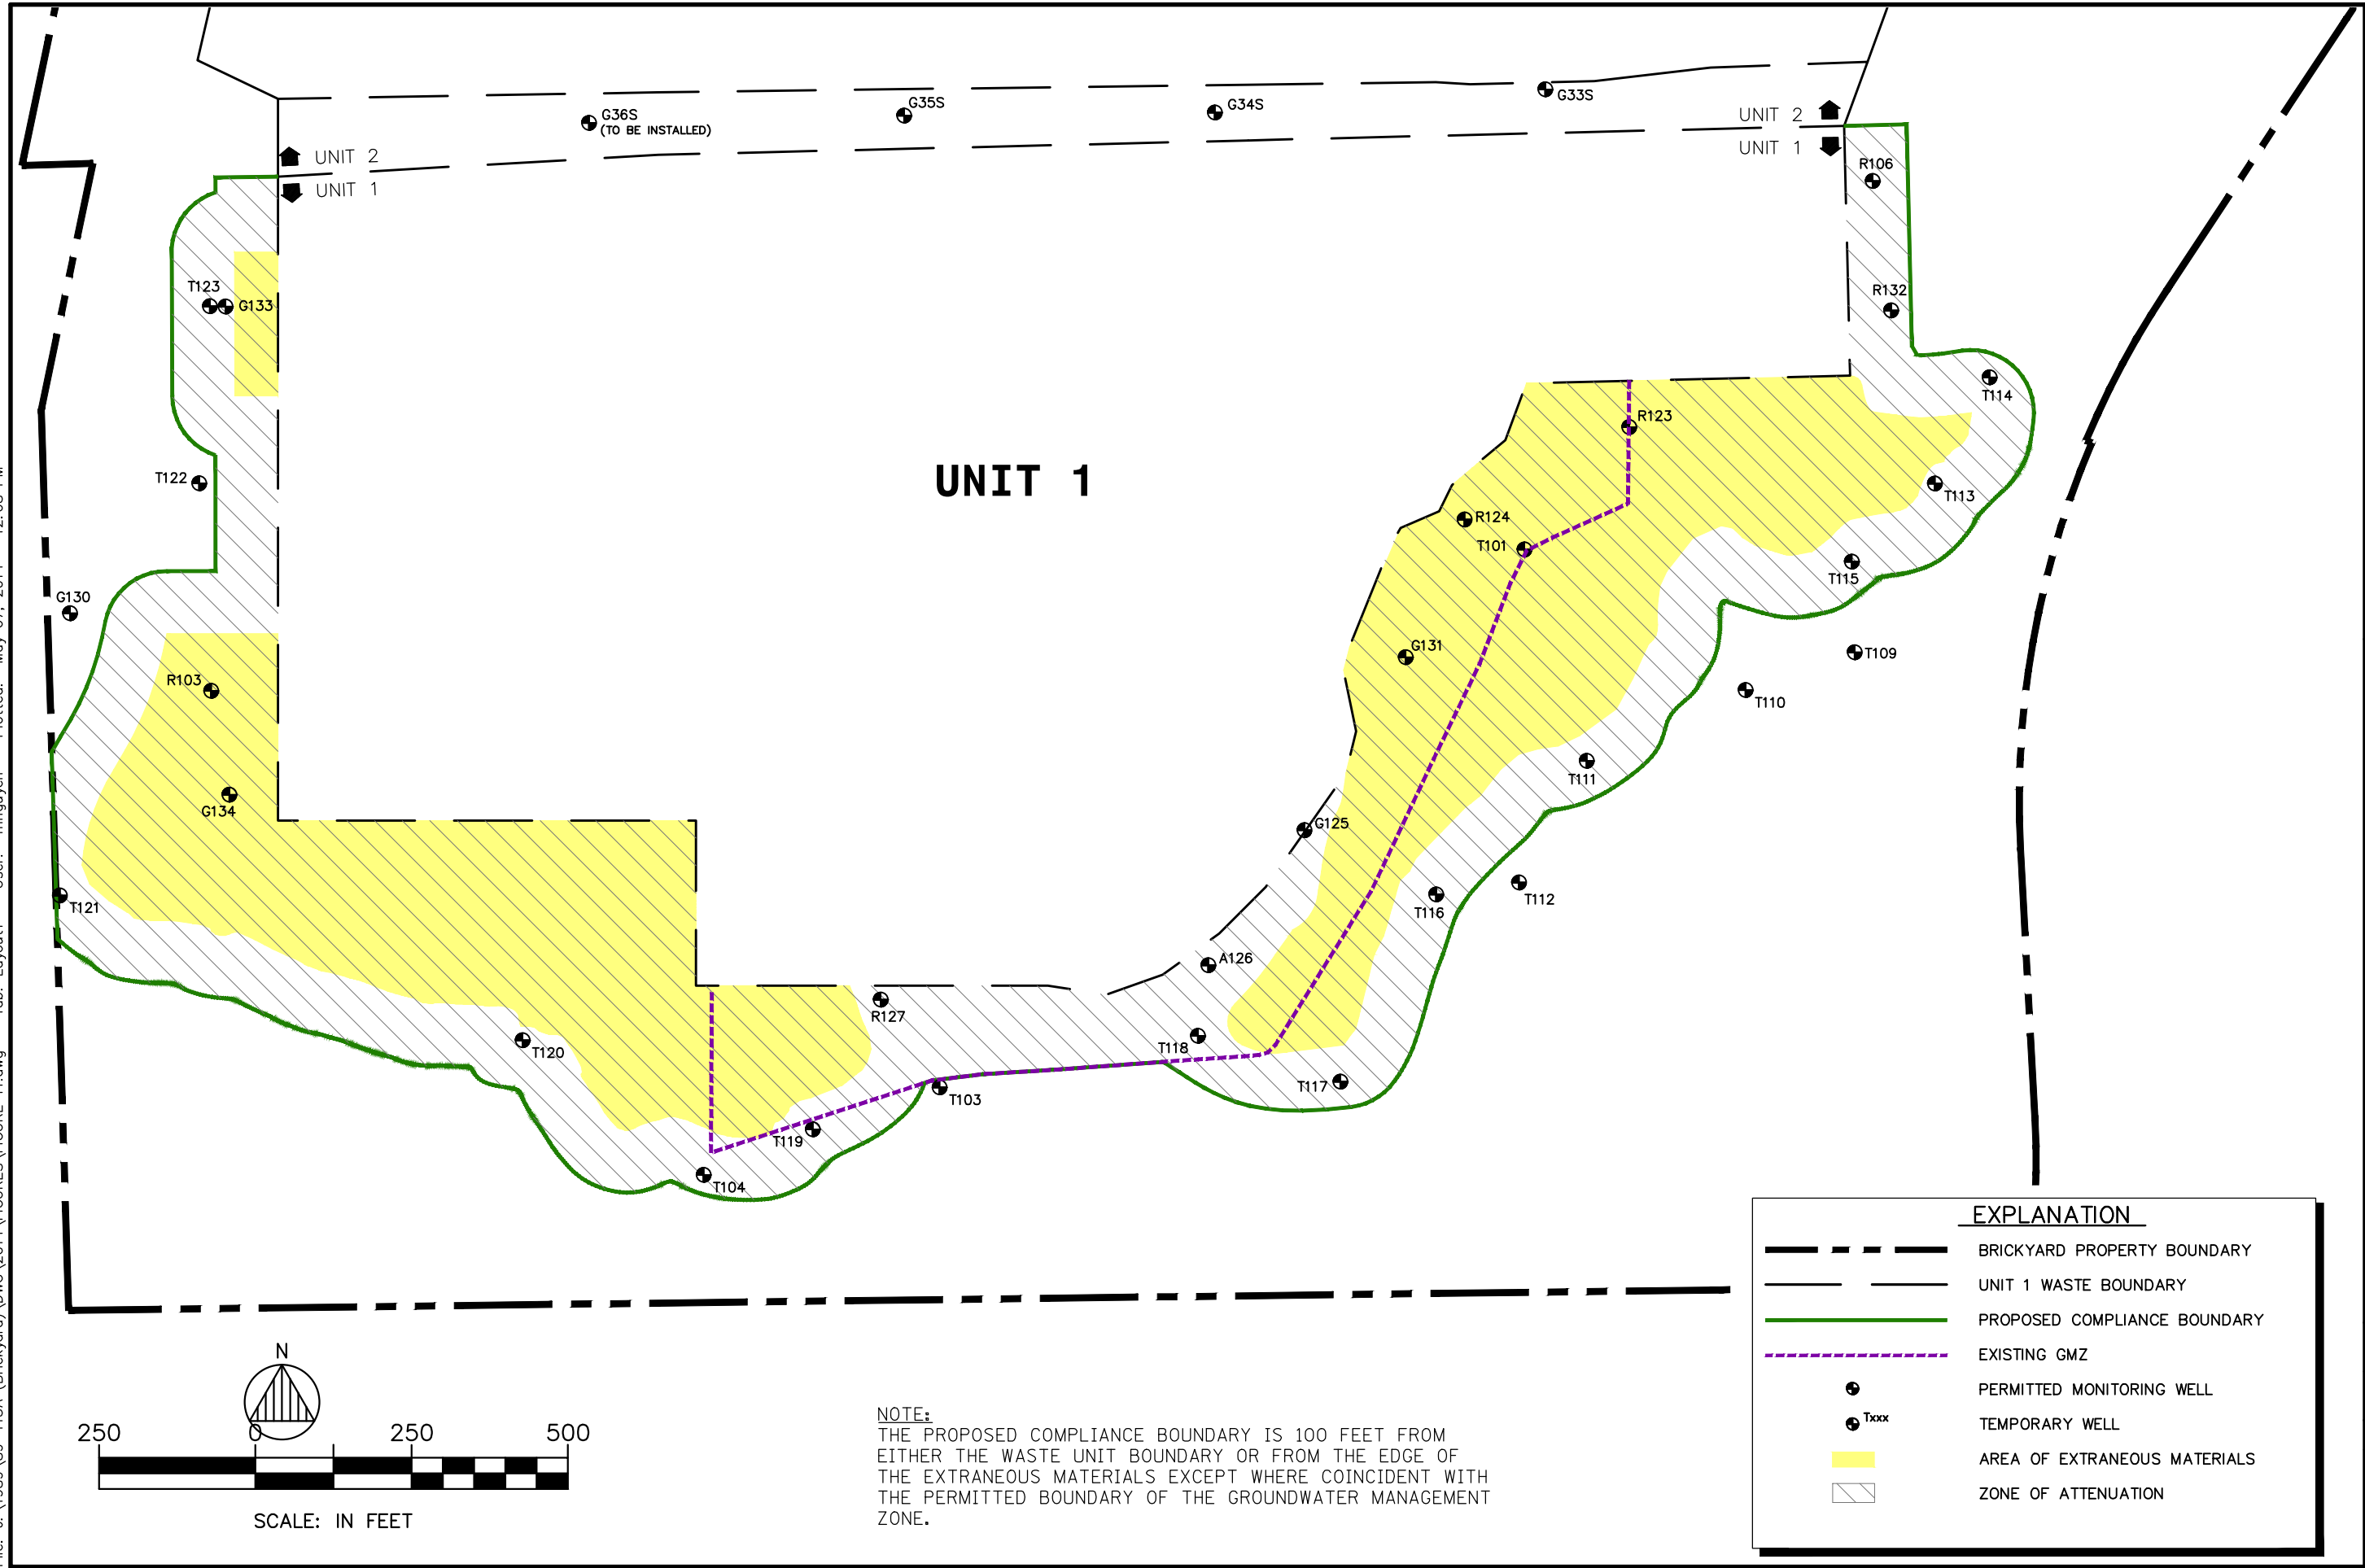 G36S
(TO BE INSTALLED)
G35S
G34S
G33S
UNIT 2
UNIT 1
UNIT 2
UNIT 1
R106
T123
G133
R132
T114
R123
T122
UNIT 1
T113
R124
T101
T115
G130
G131
T109
R103
T110
T111
G134
G125
T121
T116
T112
A126
R127
T120
T118
T103
T117
T119
T104
EXPLANATION
BRICKYARD PROPERTY BOUNDARY
UNIT 1 WASTE BOUNDARY
PROPOSED COMPLIANCE BOUNDARY
EXISTING GMZ
PERMITTED MONITORING WELL
Txxx
TEMPORARY WELL
AREA OF EXTRANEOUS MATERIALS
ZONE OF ATTENUATION
N
250 0 250 500
SCALE: IN FEET
NOTE:
THE PROPOSED COMPLIANCE BOUNDARY IS 100 FEET FROM
EITHER THE WASTE UNIT BOUNDARY OR FROM THE EDGE OF
THE EXTRANEOUS MATERIALS EXCEPT WHERE COINCIDENT WITH
THE PERMITTED BOUNDARY OF THE GROUNDWATER MANAGEMENT
ZONE.